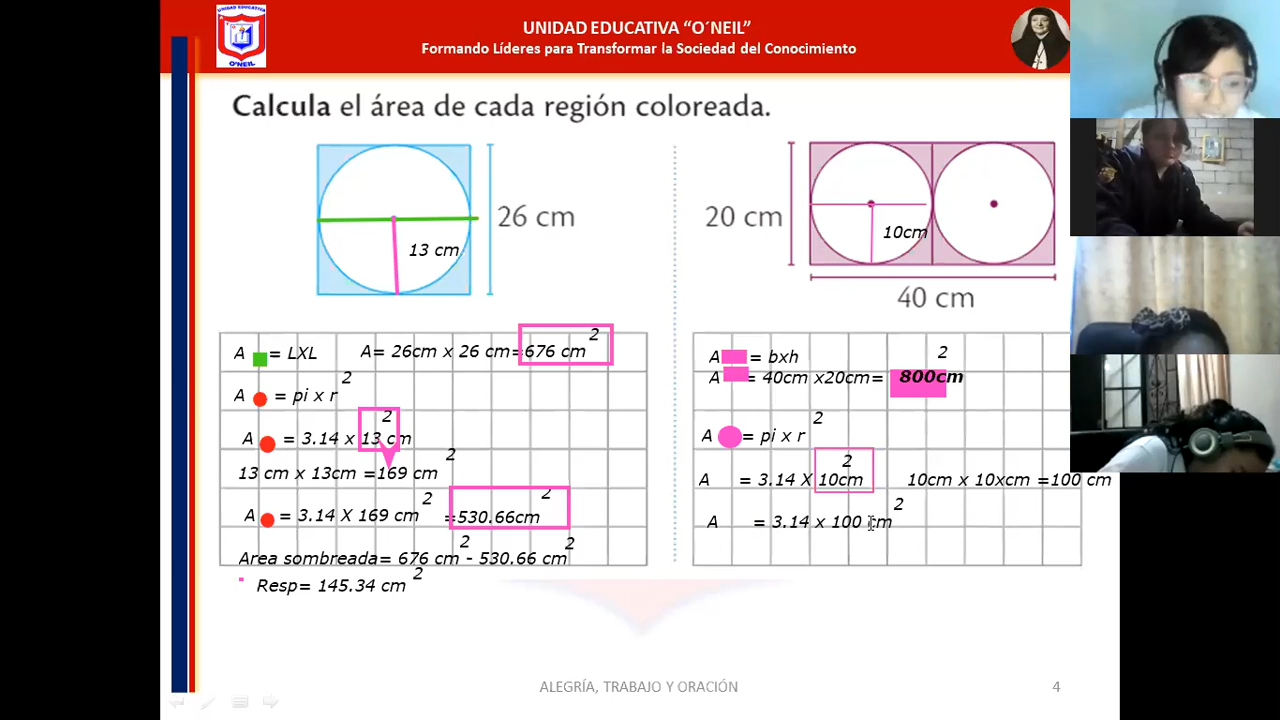 UNIDAD EDUCATIVA
O´NEIL
UNIDAD EDUCATIVA “O´NEIL”
Formando Líderes para Transformar la Sociedad del Conocimiento
Calcula el área de cada región coloreada.
26 cm
13 cm
20 cm
10cm
40 cm
A = LXL A= 26cm x 26 cm=676 cm 2
A = pi x r 2
A = 3.14 x 13 cm 2
13 cm x 13cm =169 cm 2
A = 3.14 X 169 cm 2 =530.66cm 2
Area sombreada= 676 cm 2 - 530.66 cm 2
Resp= 145.34 cm 2
A = bxh
A = 40cm x20cm= 800cm 2
A = pi x r 2
A = 3.14 X 10cm 2 10cm x 10xcm =100 cm
A = 3.14 x 100 cm 2
ALEGRÍA, TRABAJO Y ORACIÓN
4